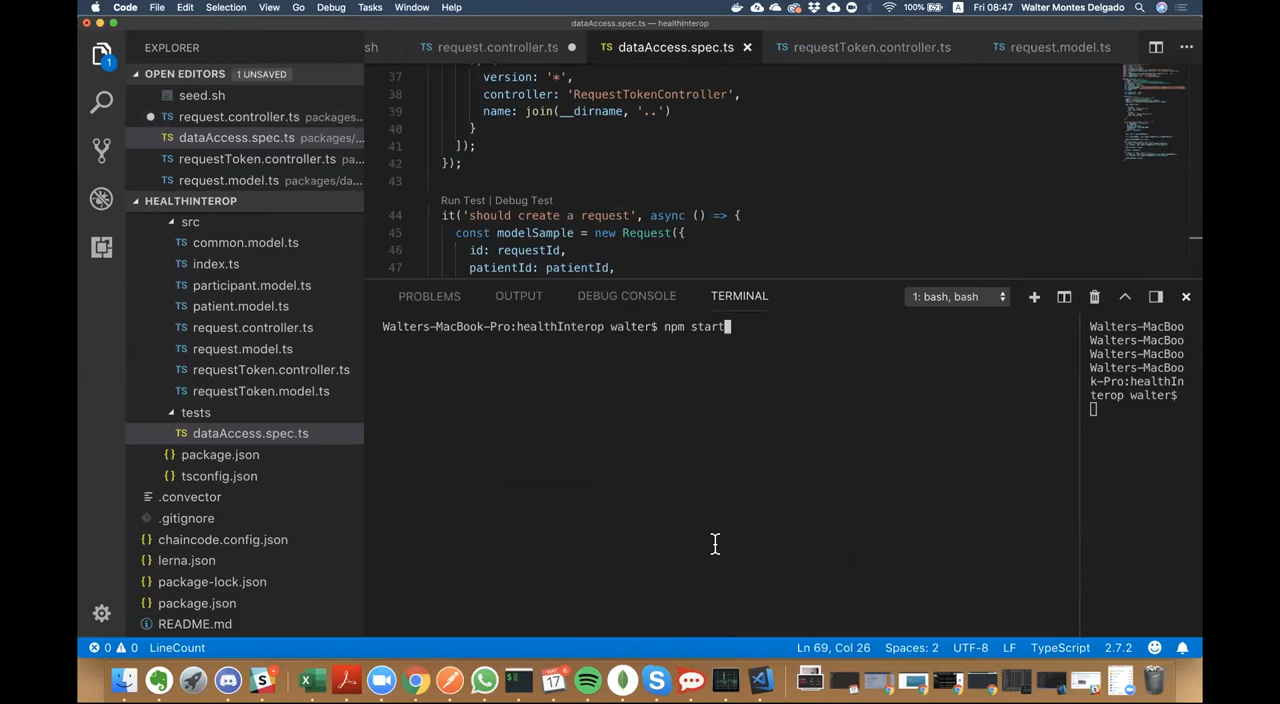 Code File Edit Selection View Go Debug Tasks Window Help 100% A Fri 08:47 Walter Montes Delgado
dataAccess.spec.ts — healthInterop
EXPLORER
sh request.controller.ts dataAccess.spec.ts requestToken.controller.ts request.model.ts
OPEN EDITORS 1 UNSAVED
seed.sh
request.controller.ts packages...
dataAccess.spec.ts packages/...
requestToken.controller.ts pa...
request.model.ts packages/da...
HEALTHINTEROP
src
common.model.ts
index.ts
participant.model.ts
patient.model.ts
request.controller.ts
request.model.ts
requestToken.controller.ts
requestToken.model.ts
tests
dataAccess.spec.ts
package.json
tsconfig.json
.convector
.gitignore
chaincode.config.json
lerna.json
package-lock.json
package.json
README.md
37 version: '*',
38 controller: 'RequestTokenController',
39 name: join(__dirname, '..')
40 }
41 ]);
42 });
43
Run Test | Debug Test
44 it('should create a request', async () => {
45 const modelSample = new Request({
46 id: requestId,
47 patientId: patientId,
PROBLEMS OUTPUT DEBUG CONSOLE TERMINAL 1: bash, bash
Walters-MacBook-Pro:healthInterop walter$ npm start
Walters-MacBoo
Walters-MacBoo
Walters-MacBoo
Walters-MacBoo
k-Pro:healthIn
terop walter$
0 0 LineCount Ln 69, Col 26 Spaces: 2 UTF-8 LF TypeScript 2.7.2
17